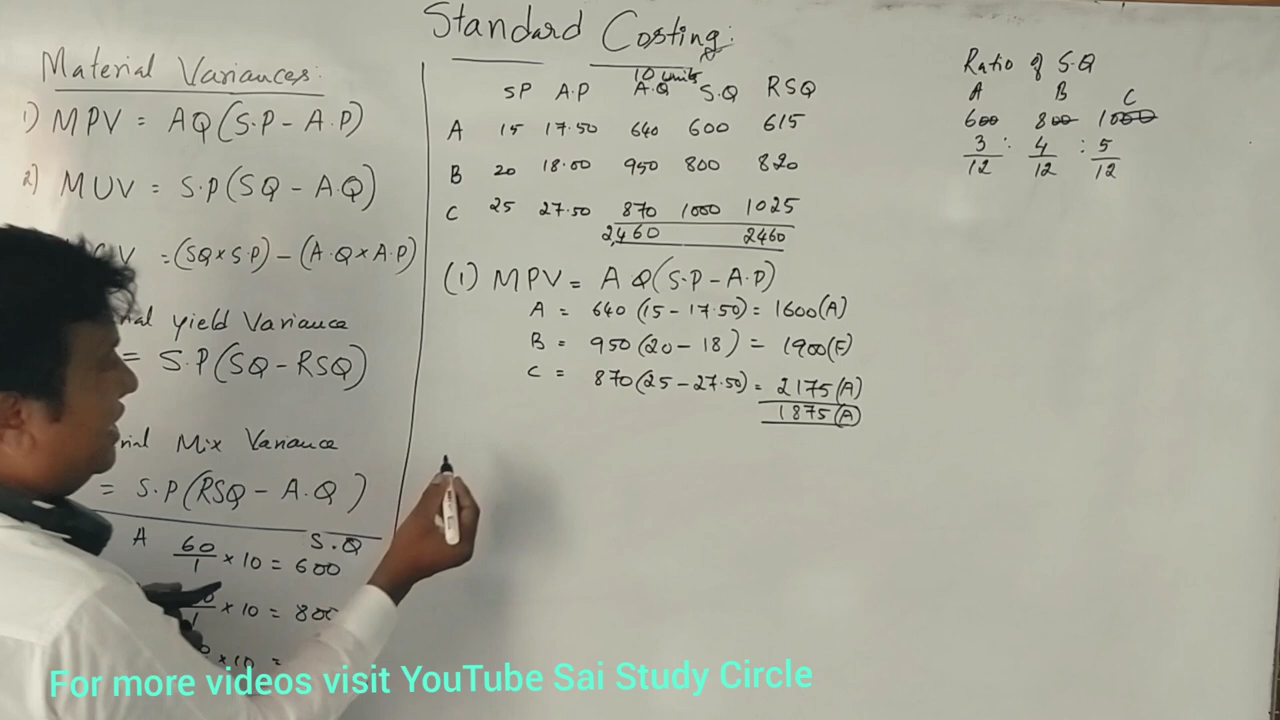 Standard Costing:
Material Variances:
1) MPV = AQ(S.P - A.P)
2) MUV = S.P(SQ - A.Q)
V = (SQ x S.P) - (A.Q x A.P)
Yield Variance
= S.P(SQ - RSQ)
Mix Variance
= S.P(RSQ - A.Q)
S.Q
A 60/1 x 10 = 600
x 10 = 800
x 10 =
10 units
SP A.P A.Q S.Q RSQ
A 15 17.50 640 600 615
B 20 18.00 950 800 820
C 25 27.50 870 1000 1025
2,460 2460
(1) MPV = AQ(S.P - A.P)
A = 640(15 - 17.50) = 1600(A)
B = 950(20 - 18) = 1900(F)
C = 870(25 - 27.50) = 2175(A)
1875(A)
Ratio of S.Q
A B C
600 800 1000
3/12 : 4/12 : 5/12
For more videos visit YouTube Sai Study Circle